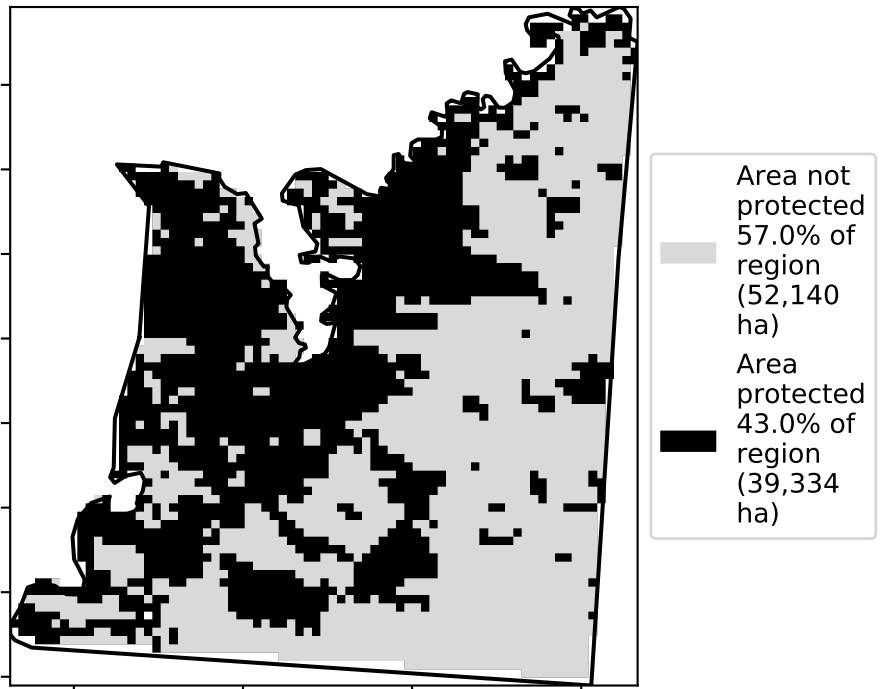 Area not
protected
57.0% of
region
(52,140
ha)
Area
protected
43.0% of
region
(39,334
ha)